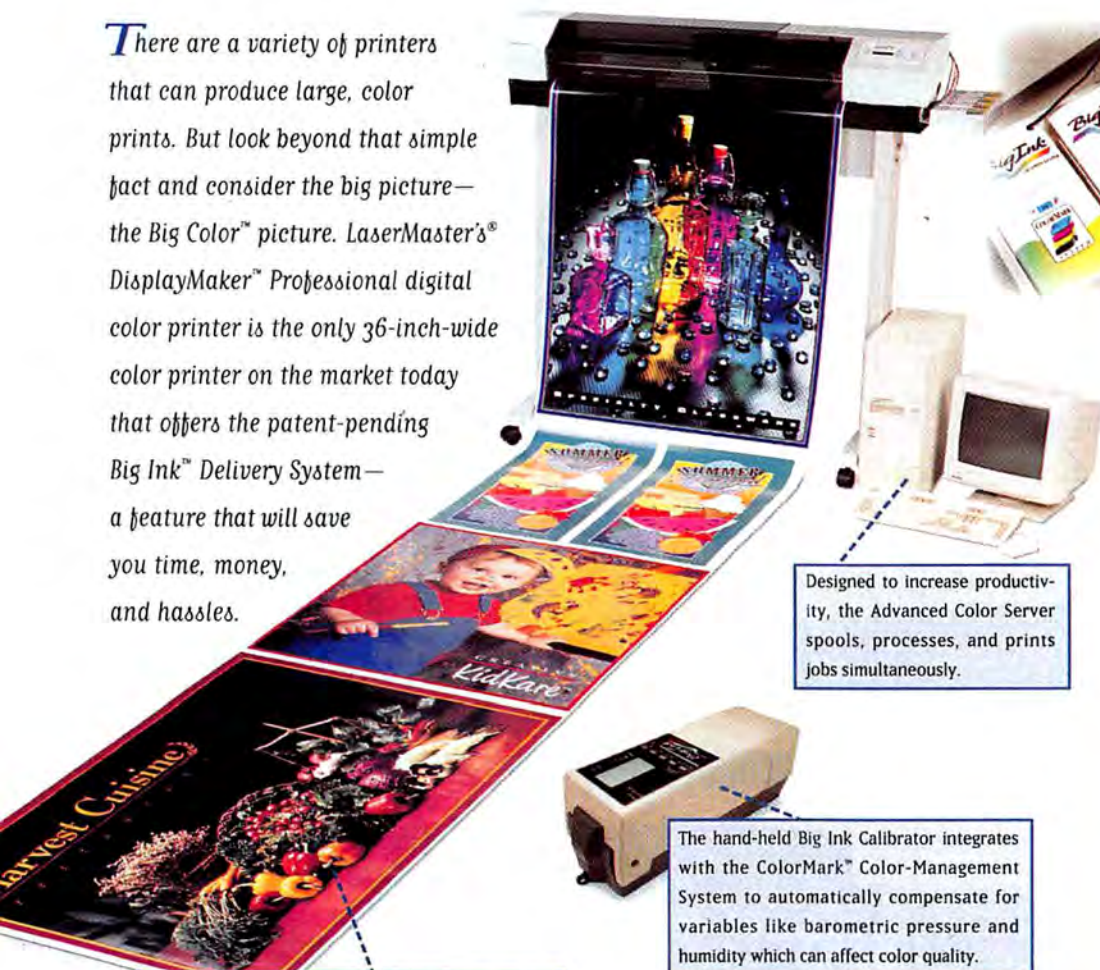 There are a variety of printers
that can produce large, color
prints. But look beyond that simple
fact and consider the big picture—
the Big Color™ picture. LaserMaster's®
DisplayMaker™ Professional digital
color printer is the only 36-inch-wide
color printer on the market today
that offers the patent-pending
Big Ink™ Delivery System—
a feature that will save
you time, money,
and hassles.
Big Ink
Big
SUMMER
SUMMER
KidKare
Harvest Cuisine
Designed to increase productiv-
ity, the Advanced Color Server
spools, processes, and prints
jobs simultaneously.
The hand-held Big Ink Calibrator integrates
with the ColorMark™ Color-Management
System to automatically compensate for
variables like barometric pressure and
humidity which can affect color quality.